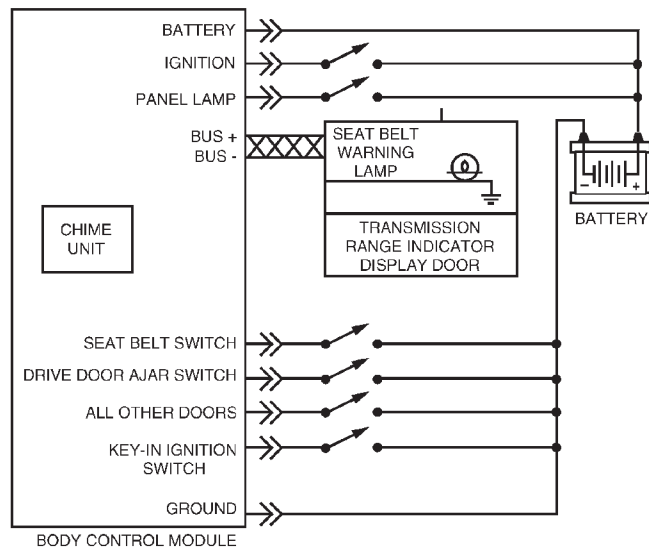 BATTERY
IGNITION
PANEL LAMP
BUS +
BUS -
SEAT BELT
WARNING
LAMP
TRANSMISSION
RANGE INDICATOR
DISPLAY DOOR
- +
BATTERY
CHIME
UNIT
SEAT BELT SWITCH
DRIVE DOOR AJAR SWITCH
ALL OTHER DOORS
KEY-IN IGNITION
SWITCH
GROUND
BODY CONTROL MODULE